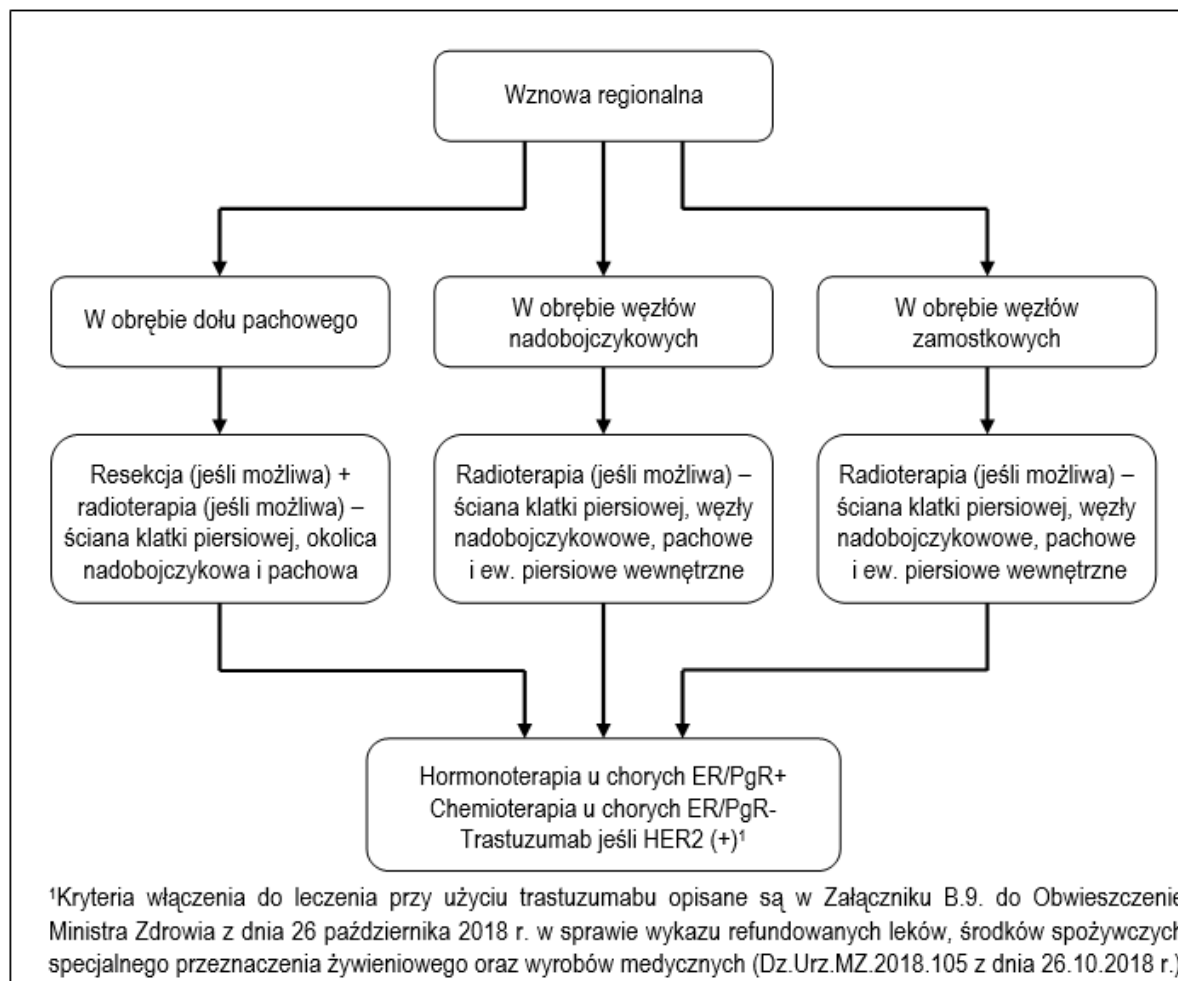 Wznowa regionalna
W obrębie dołu pachowego
W obrębie węzłów
nadobojczykowych
W obrębie węzłów
zamostkowych
Resekcja (jeśli możliwa) +
radioterapia (jeśli możliwa) –
ściana klatki piersiowej, okolica
nadobojczykowa i pachowa
Radioterapia (jeśli możliwa) –
ściana klatki piersiowej, węzły
nadobojczykowowe, pachowe
i ew. piersiowe wewnętrzne
Radioterapia (jeśli możliwa) –
ściana klatki piersiowej, węzły
nadobojczykowowe, pachowe
i ew. piersiowe wewnętrzne
Hormonoterapia u chorych ER/PgR+
Chemioterapia u chorych ER/PgR-
Trastuzumab jeśli HER2 (+)¹
¹Kryteria włączenia do leczenia przy użyciu trastuzumabu opisane są w Załączniku B.9. do Obwieszczenie
Ministra Zdrowia z dnia 26 października 2018 r. w sprawie wykazu refundowanych leków, środków spożywczych
specjalnego przeznaczenia żywieniowego oraz wyrobów medycznych (Dz.Urz.MZ.2018.105 z dnia 26.10.2018 r.)